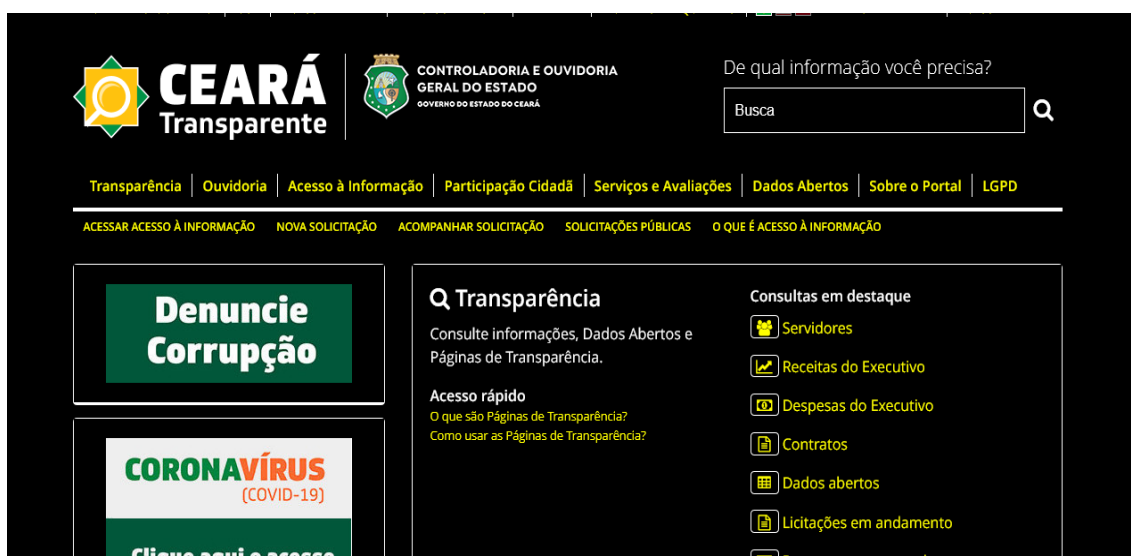 CEARÁ
Transparente
CONTROLADORIA E OUVIDORIA
GERAL DO ESTADO
GOVERNO DO ESTADO DO CEARÁ
De qual informação você precisa?
Busca
Transparência | Ouvidoria | Acesso à Informação | Participação Cidadã | Serviços e Avaliações | Dados Abertos | Sobre o Portal | LGPD
ACESSAR ACESSO À INFORMAÇÃO NOVA SOLICITAÇÃO ACOMPANHAR SOLICITAÇÃO SOLICITAÇÕES PÚBLICAS O QUE É ACESSO À INFORMAÇÃO
Denuncie
Corrupção
CORONAVÍRUS
(COVID-19)
Clique aqui e acesse
Transparência
Consulte informações, Dados Abertos e
Páginas de Transparência.
Acesso rápido
O que são Páginas de Transparência?
Como usar as Páginas de Transparência?
Consultas em destaque
Servidores
Receitas do Executivo
Despesas do Executivo
Contratos
Dados abertos
Licitações em andamento